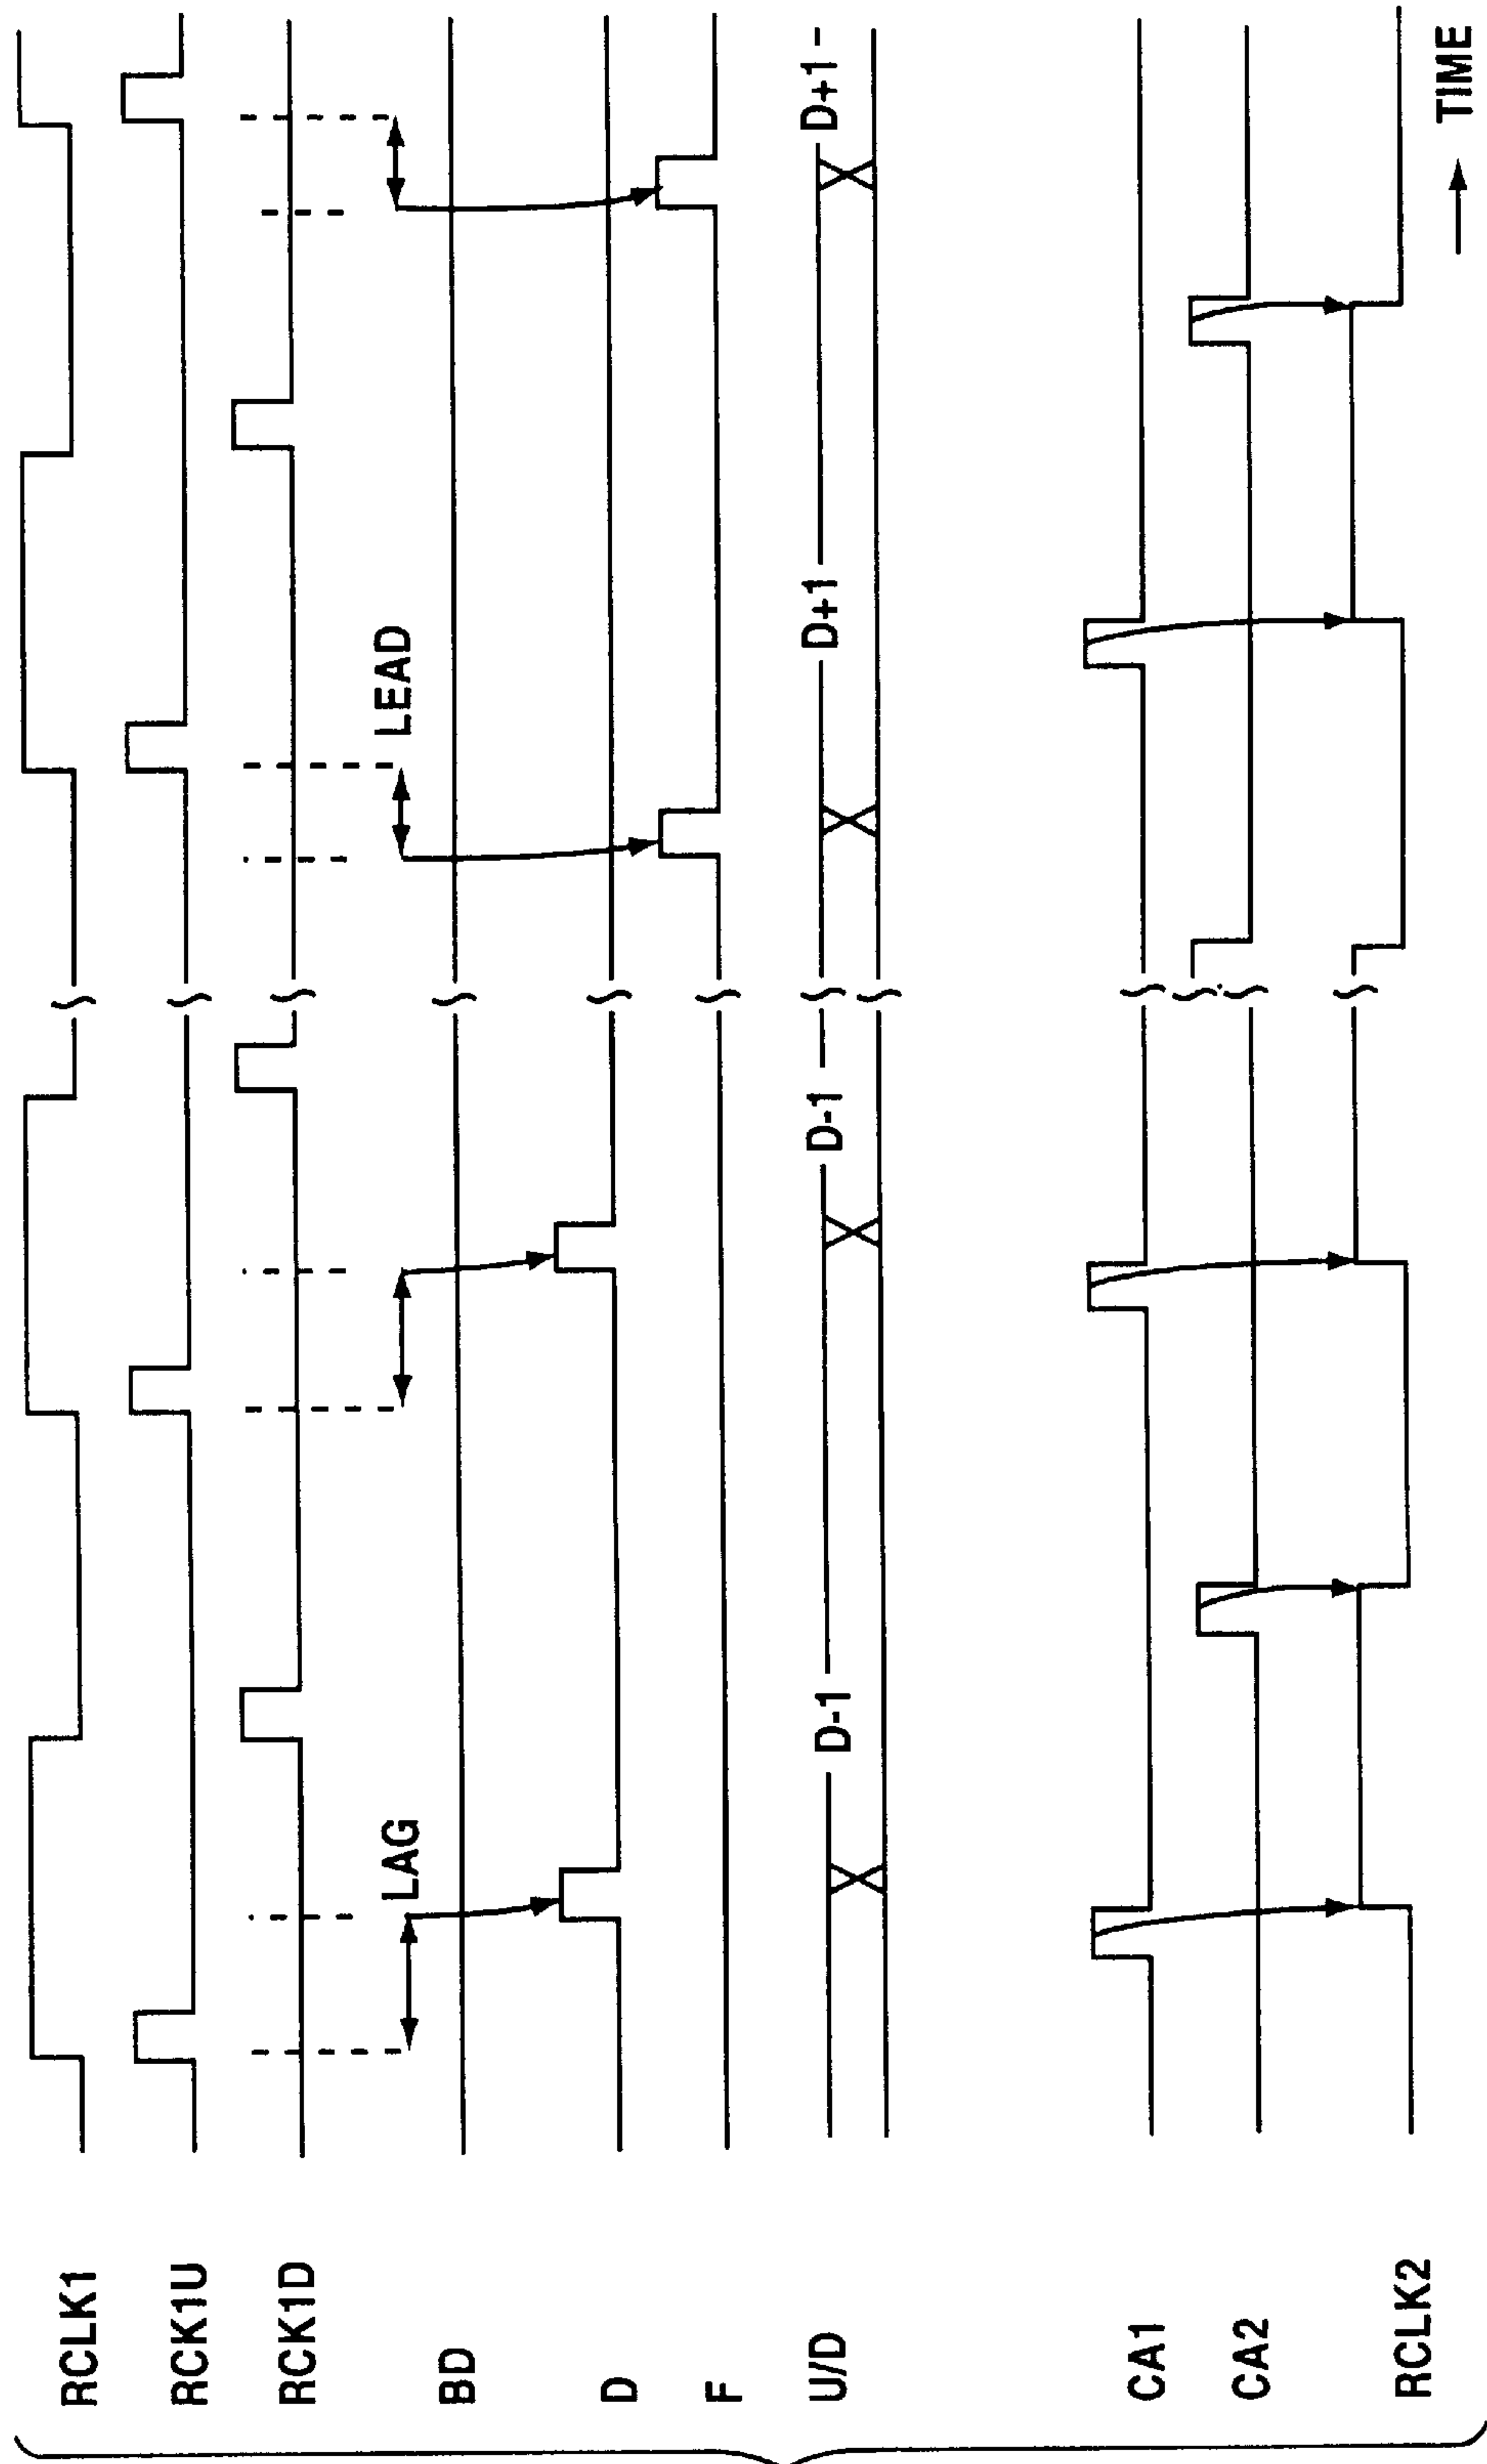 RCLK1
RCK1U
RCK1D
LAG
LEAD
BD
D
F
U/D
D-1
D-1
D+1
D+1
CA1
CA2
RCLK2
TIME